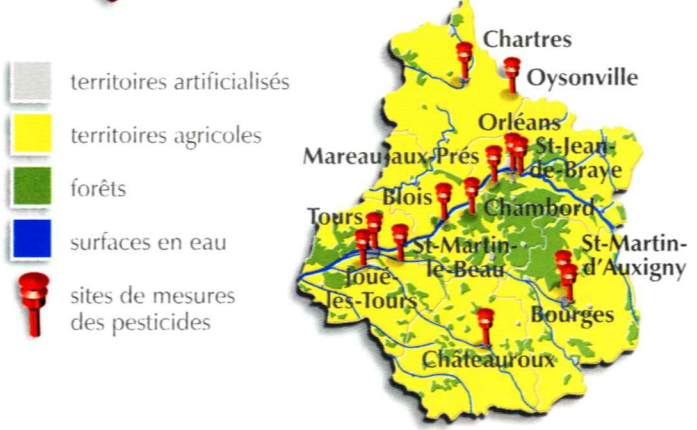 territoires artificialisés
territoires agricoles
forêts
surfaces en eau
sites de mesures
des pesticides
Chartres
Oysonville
Orléans
St-Jean-
de-Braye
Mareau-aux-Prés
Blois
Chambord
Tours
St-Martin-
le-Beau
St-Martin-
d'Auxigny
Joué-
les-Tours
Bourges
Châteauroux